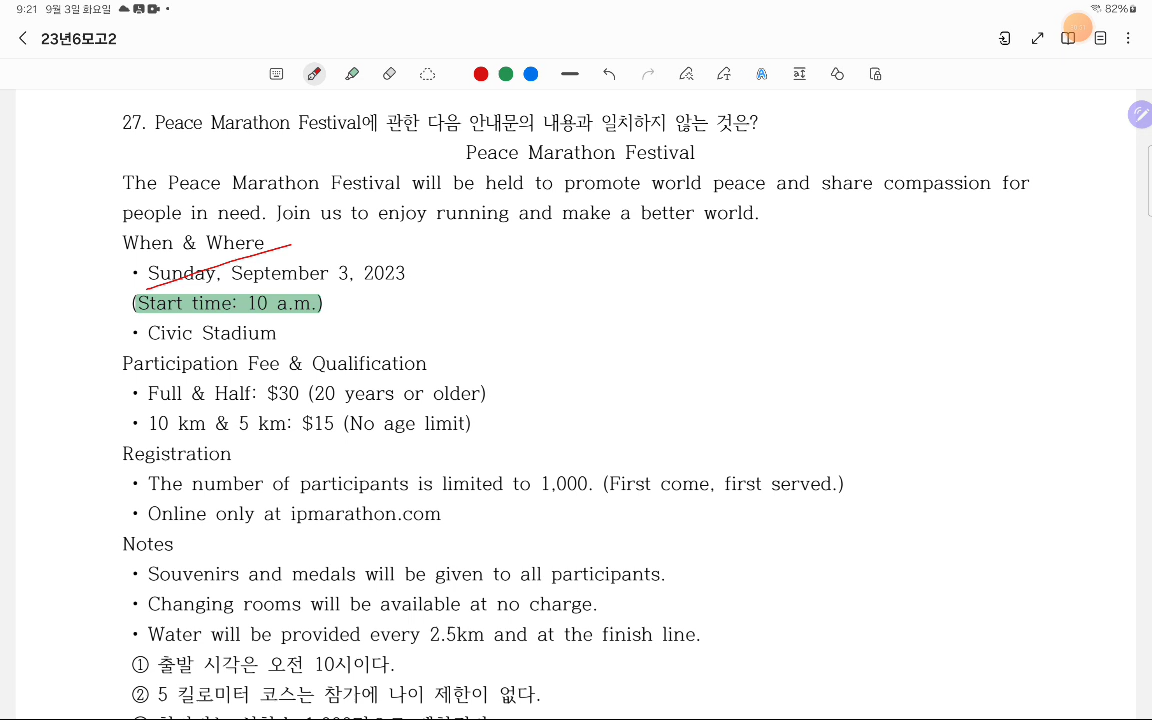 9:21 9월 3일 화요일
82%
23년6모고2
27. Peace Marathon Festival에 관한 다음 안내문의 내용과 일치하지 않는 것은?
Peace Marathon Festival
The Peace Marathon Festival will be held to promote world peace and share compassion for
people in need. Join us to enjoy running and make a better world.
When & Where
• Sunday, September 3, 2023
(Start time: 10 a.m.)
• Civic Stadium
Participation Fee & Qualification
• Full & Half: $30 (20 years or older)
• 10 km & 5 km: $15 (No age limit)
Registration
• The number of participants is limited to 1,000. (First come, first served.)
• Online only at ipmarathon.com
Notes
• Souvenirs and medals will be given to all participants.
• Changing rooms will be available at no charge.
• Water will be provided every 2.5km and at the finish line.
① 출발 시각은 오전 10시이다.
② 5 킬로미터 코스는 참가에 나이 제한이 없다.